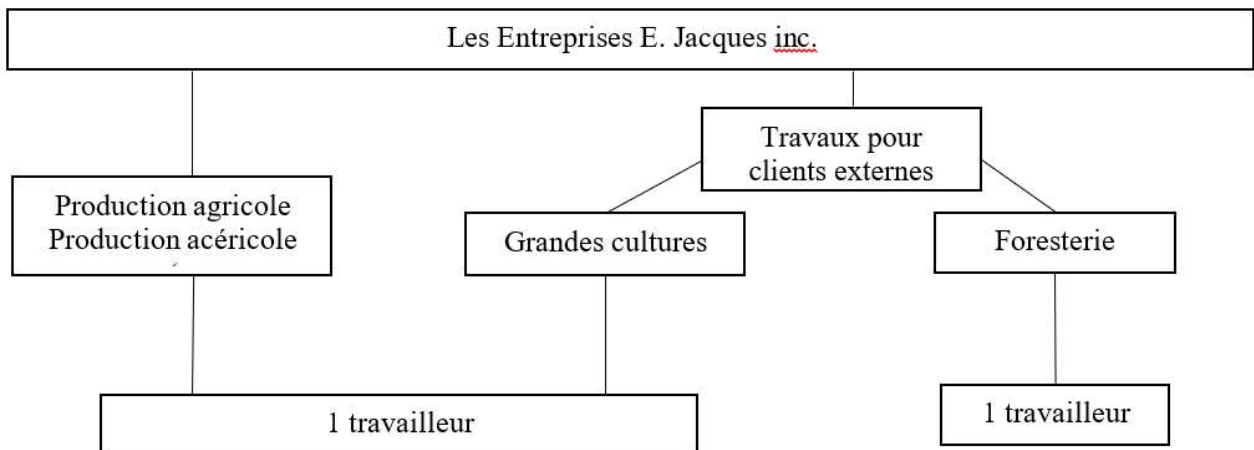 Les Entreprises E. Jacques inc.
Travaux pour
clients externes
Production agricole
Production acéricole
Grandes cultures
Foresterie
1 travailleur
1 travailleur